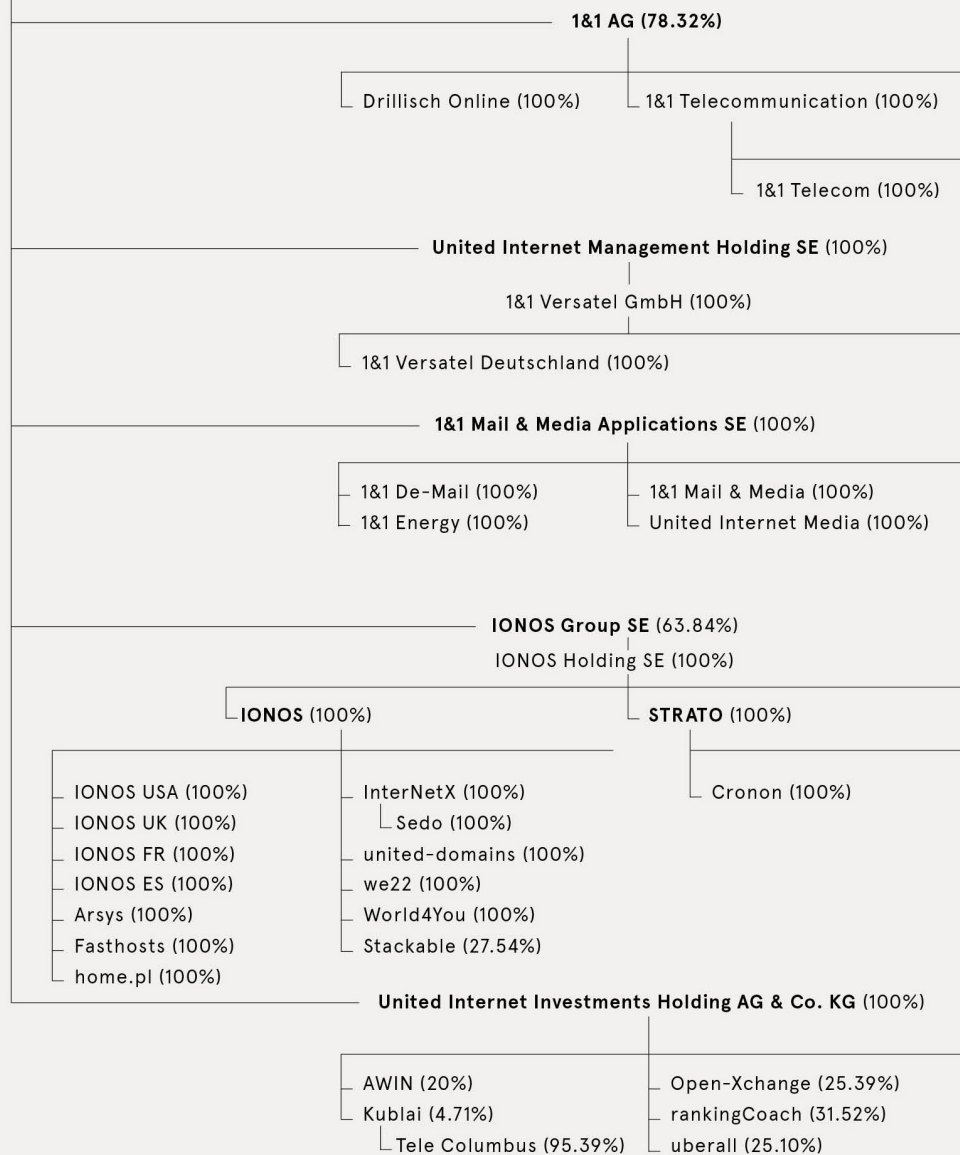 1&1 AG (78.32%)
Drillisch Online (100%)
1&1 Telecommunication (100%)
1&1 Telecom (100%)
United Internet Management Holding SE (100%)
1&1 Versatel GmbH (100%)
1&1 Versatel Deutschland (100%)
1&1 Mail & Media Applications SE (100%)
1&1 De-Mail (100%)
1&1 Energy (100%)
1&1 Mail & Media (100%)
United Internet Media (100%)
IONOS Group SE (63.84%)
IONOS Holding SE (100%)
IONOS (100%)
STRATO (100%)
IONOS USA (100%)
IONOS UK (100%)
IONOS FR (100%)
IONOS ES (100%)
Arsys (100%)
Fasthosts (100%)
home.pl (100%)
InterNetX (100%)
Sedo (100%)
united-domains (100%)
we22 (100%)
World4You (100%)
Stackable (27.54%)
Cronon (100%)
United Internet Investments Holding AG & Co. KG (100%)
AWIN (20%)
Kublai (4.71%)
Tele Columbus (95.39%)
Open-Xchange (25.39%)
rankingCoach (31.52%)
uberall (25.10%)